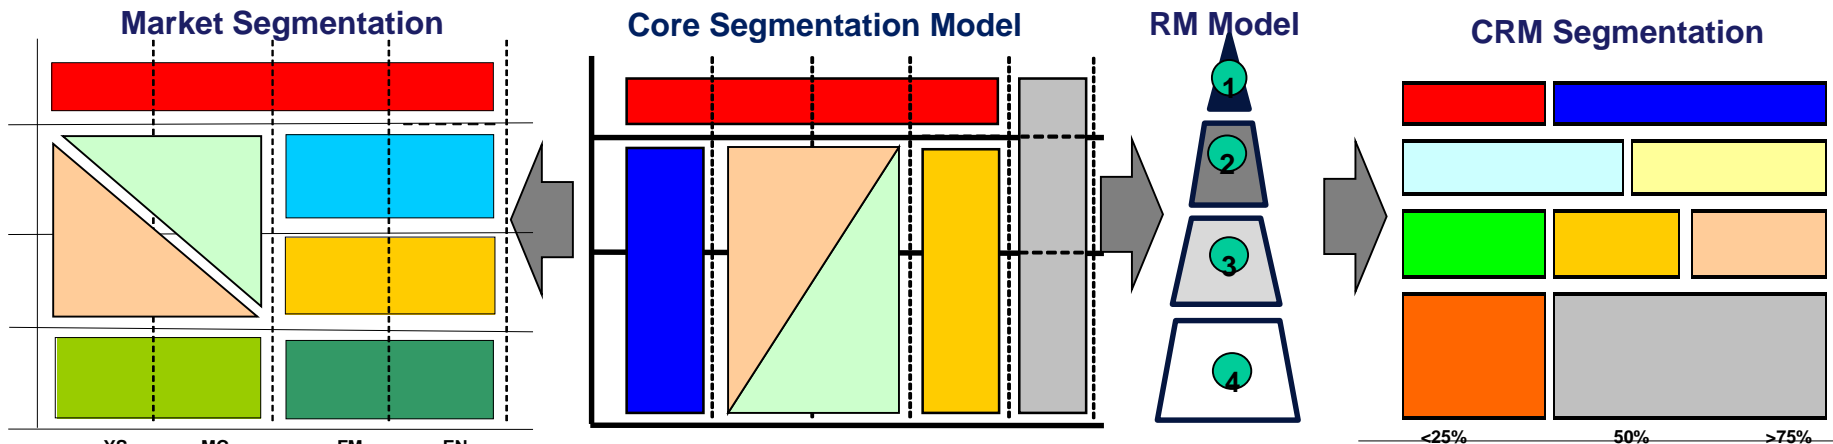 Market Segmentation
Core Segmentation Model
RM Model
CRM Segmentation
1
2
3
4
<25%
50%
>75%